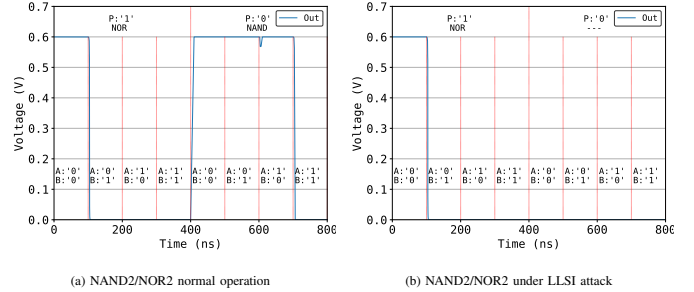 0.7
0.6
0.5
0.4
0.3
0.2
0.1
0.0
Voltage (V)
P:'1'
NOR
P:'0'
NAND
Out
A:'0' A:'0' A:'1' A:'1' A:'0' A:'0' A:'1' A:'1'
B:'0' B:'1' B:'0' B:'1' B:'0' B:'1' B:'0' B:'1'
0 200 400 600 800
Time (ns)
(a) NAND2/NOR2 normal operation
0.7
0.6
0.5
0.4
0.3
0.2
0.1
0.0
Voltage (V)
P:'1'
NOR
P:'0'
---
Out
A:'0' A:'0' A:'1' A:'1' A:'0' A:'0' A:'1' A:'1'
B:'0' B:'1' B:'0' B:'1' B:'0' B:'1' B:'0' B:'1'
0 200 400 600 800
Time (ns)
(b) NAND2/NOR2 under LLSI attack